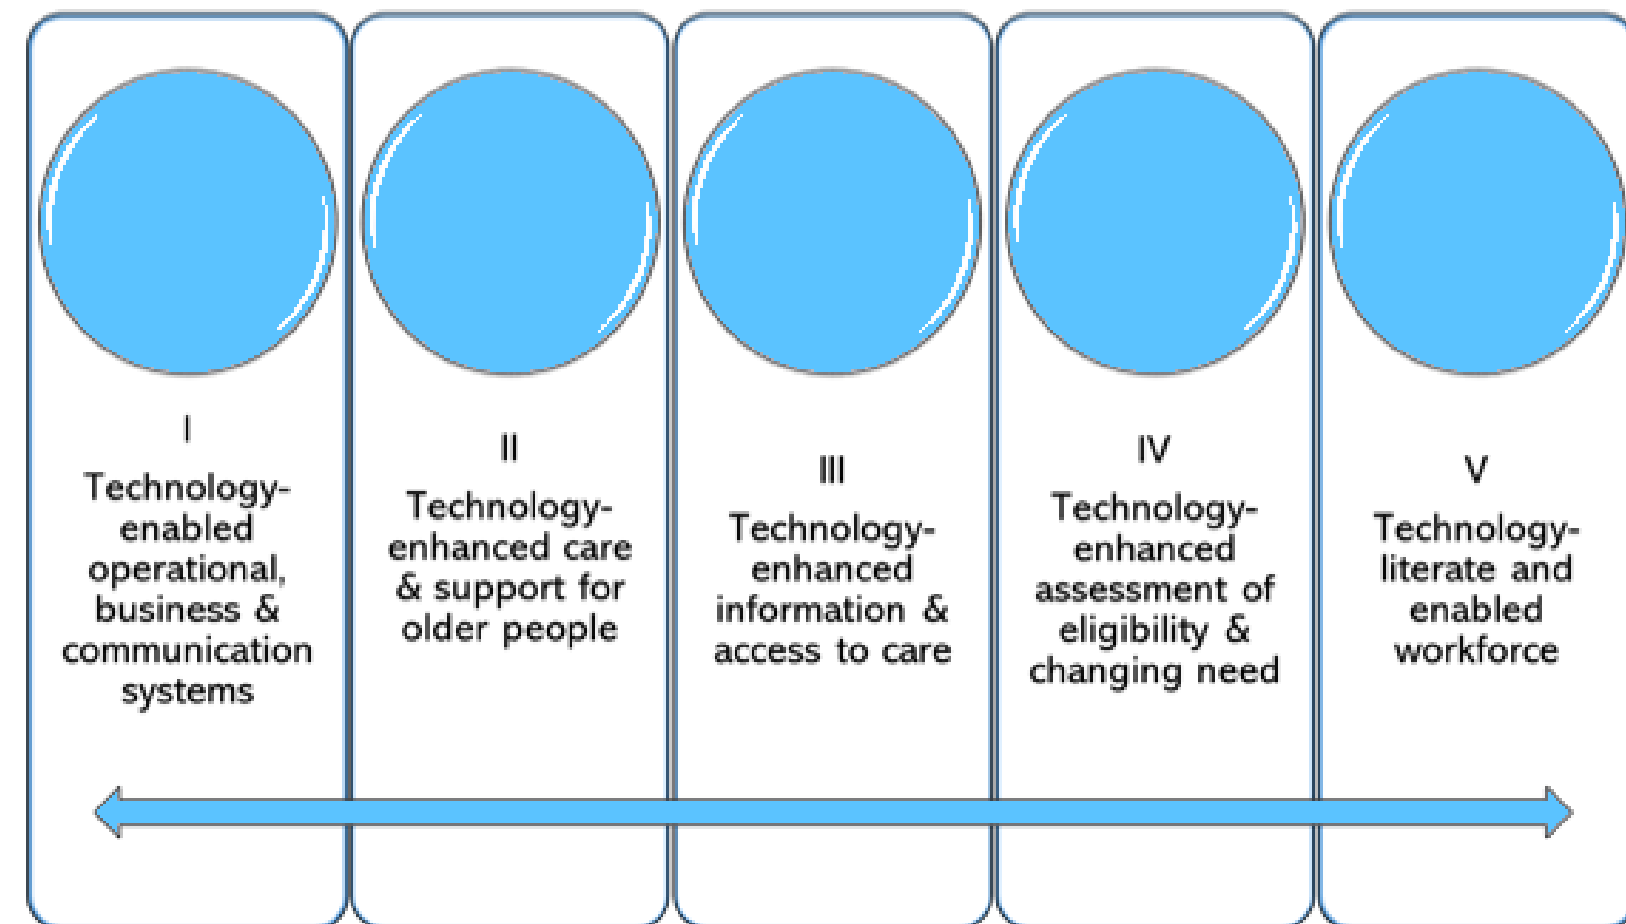 I
Technology-
enabled
operational,
business &
communication
systems
II
Technology-
enhanced care
& support for
older people
III
Technology-
enhanced
information &
access to care
IV
Technology-
enhanced
assessment of
eligibility &
changing need
V
Technology-
literate and
enabled
workforce